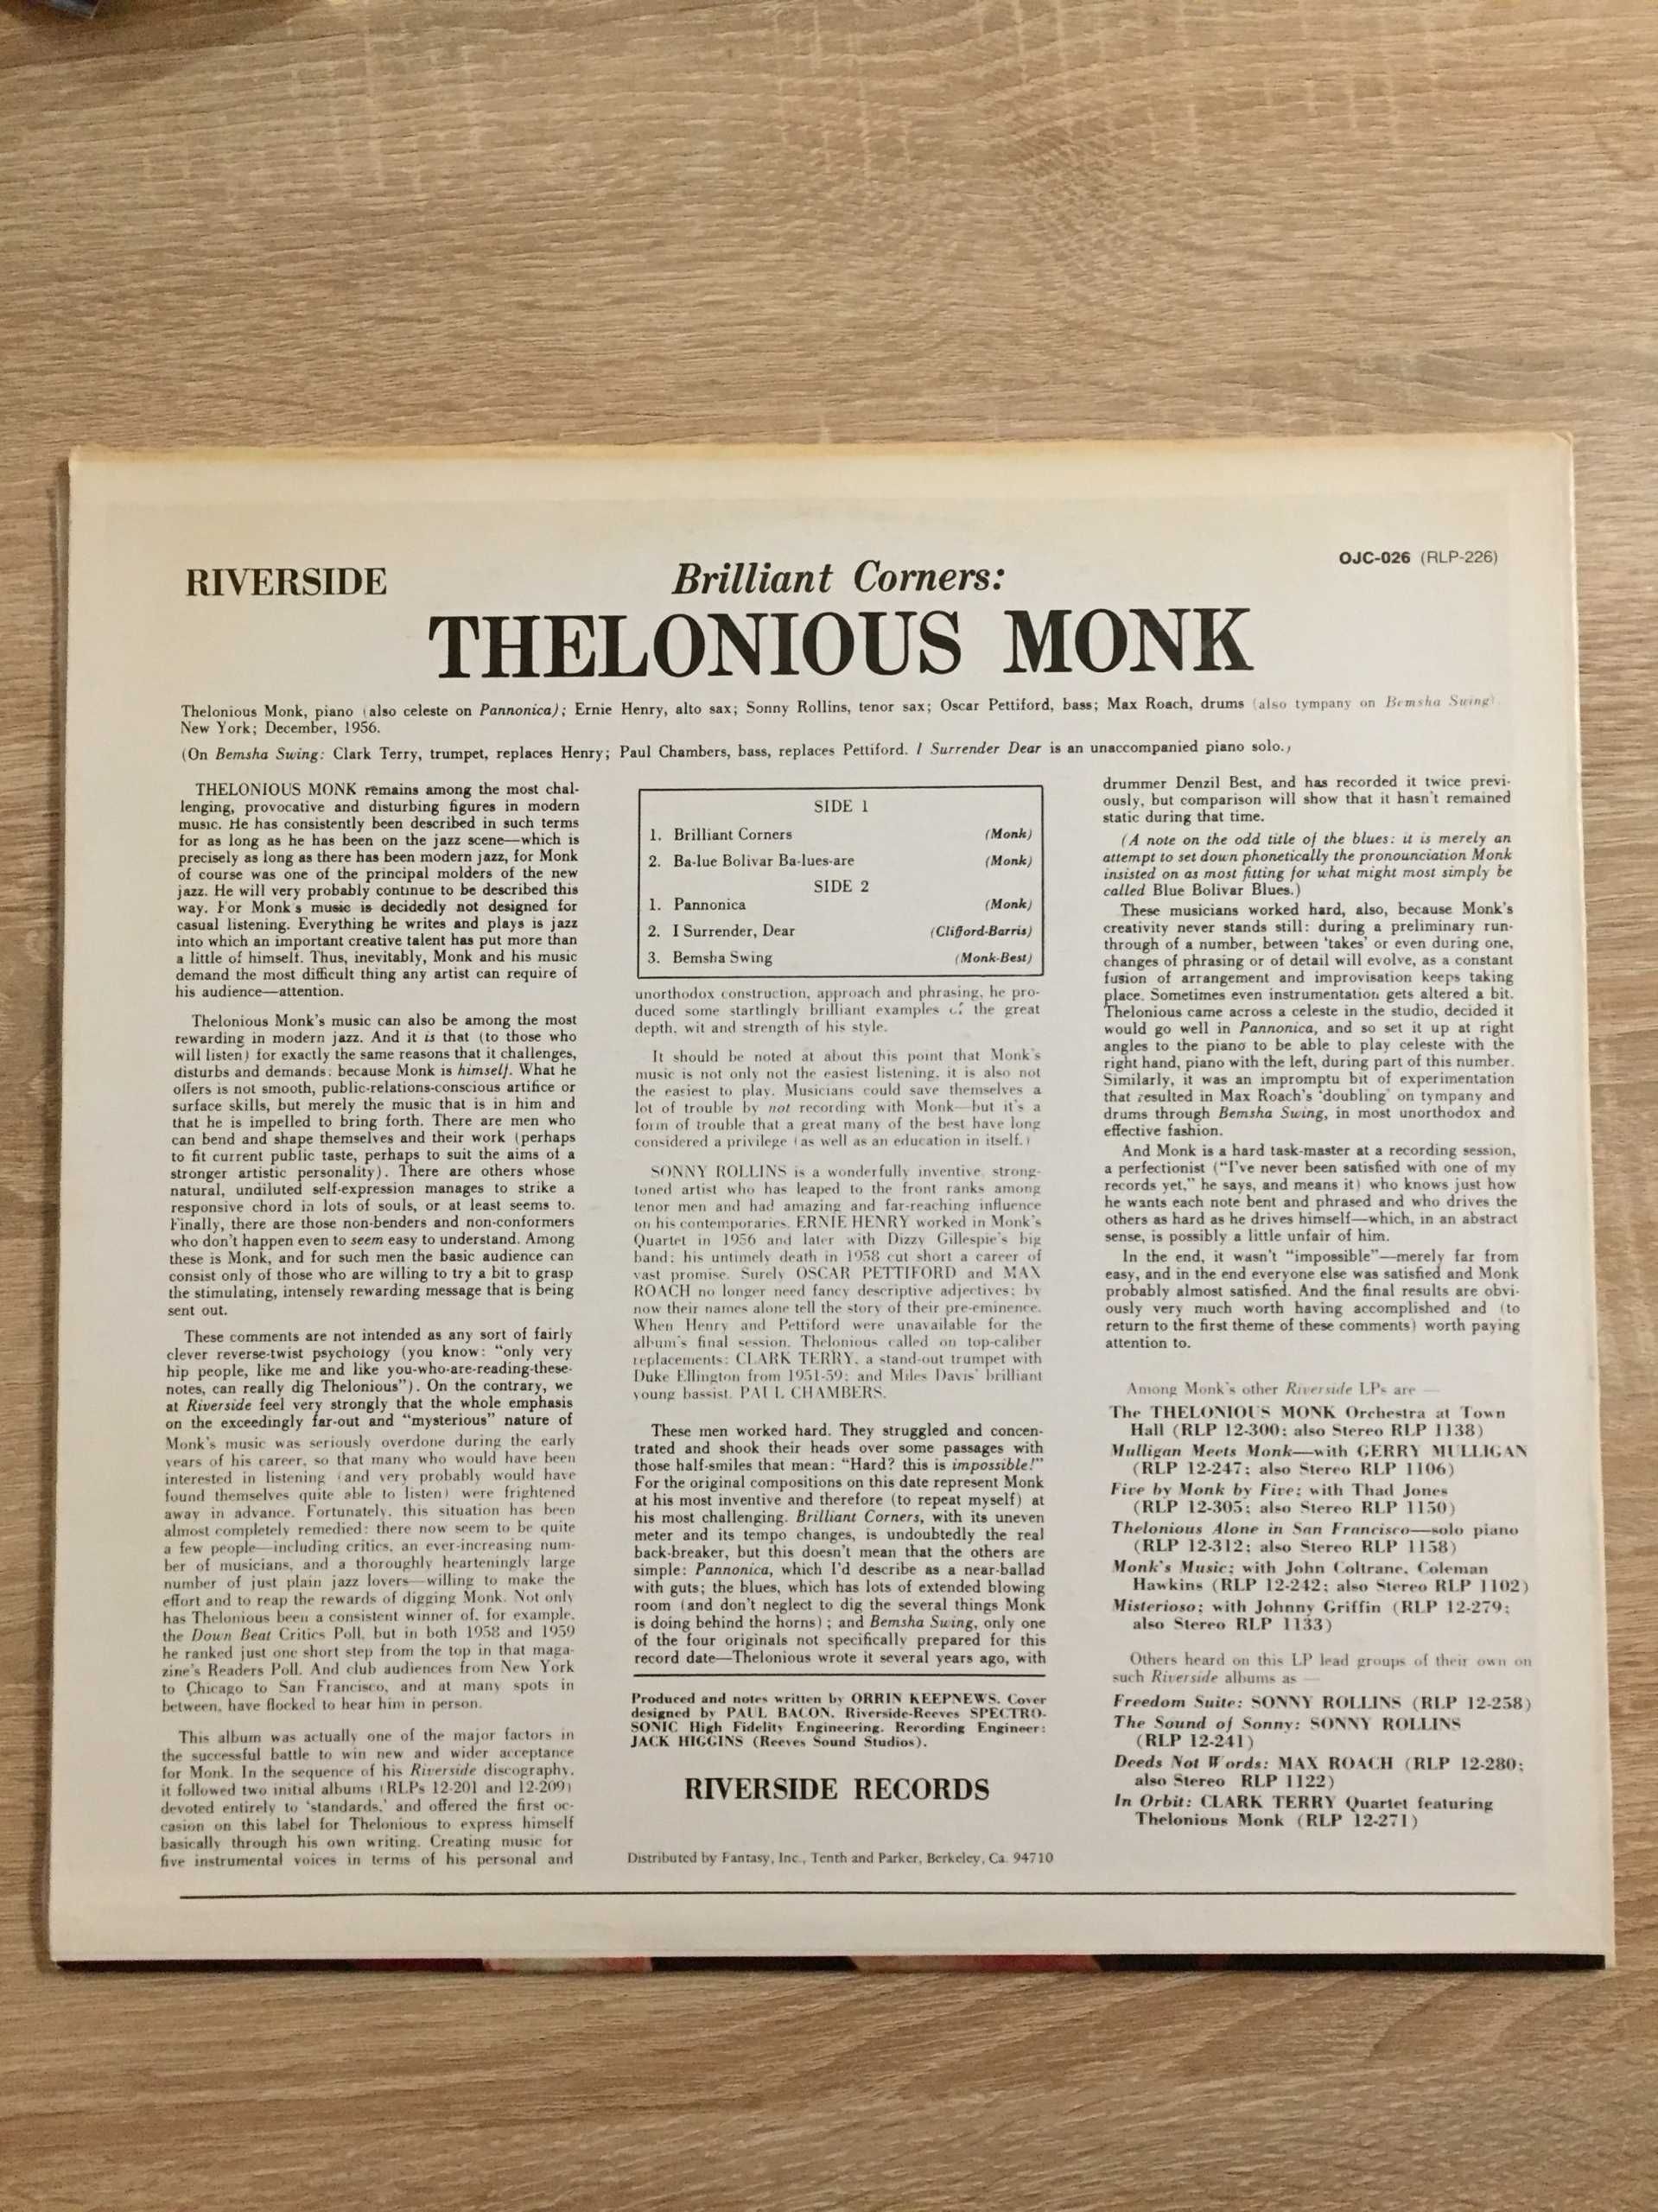 OJC-026 (RLP-226)
RIVERSIDE
Brilliant Corners:
THELONIOUS MONK
Thelonious Monk, piano (also celeste on Pannonica); Ernie Henry, alto sax; Sonny Rollins, tenor sax; Oscar Pettiford, bass; Max Roach, drums (also tympany on Bemsha Swing).
New York; December, 1956.
(On Bemsha Swing: Clark Terry, trumpet, replaces Henry; Paul Chambers, bass, replaces Pettiford. I Surrender Dear is an unaccompanied piano solo.)
THELONIOUS MONK remains among the most chal-
lenging, provocative and disturbing figures in modern
music. He has consistently been described in such terms
for as long as he has been on the jazz scene—which is
precisely as long as there has been modern jazz, for Monk
of course was one of the principal molders of the new
jazz. He will very probably continue to be described this
way. For Monk's music is decidedly not designed for
casual listening. Everything he writes and plays is jazz
into which an important creative talent has put more than
a little of himself. Thus, inevitably, Monk and his music
demand the most difficult thing any artist can require of
his audience—attention.
Thelonious Monk's music can also be among the most
rewarding in modern jazz. And it is that (to those who
will listen) for exactly the same reasons that it challenges,
disturbs and demands: because Monk is himself. What he
offers is not smooth, public-relations-conscious artifice or
surface skills, but merely the music that is in him and
that he is impelled to bring forth. There are men who
can bend and shape themselves and their work (perhaps
to fit current public taste, perhaps to suit the aims of a
stronger artistic personality). There are others whose
natural, undiluted self-expression manages to strike a
responsive chord in lots of souls, or at least seems to.
Finally, there are those non-benders and non-conformers
who don't happen even to seem easy to understand. Among
these is Monk, and for such men the basic audience can
consist only of those who are willing to try a bit to grasp
the stimulating, intensely rewarding message that is being
sent out.
These comments are not intended as any sort of fairly
clever reverse-twist psychology (you know: "only very
hip people, like me and like you-who-are-reading-these-
notes, can really dig Thelonious"). On the contrary, we
at Riverside feel very strongly that the whole emphasis
on the exceedingly far-out and "mysterious" nature of
Monk's music was seriously overdone during the early
years of his career, so that many who would have been
interested in listening (and very probably would have
found themselves quite able to listen) were frightened
away in advance. Fortunately, this situation has been
almost completely remedied: there now seem to be quite
a few people—including critics, an ever-increasing num-
ber of musicians, and a thoroughly hearteningly large
number of just plain jazz lovers—willing to make the
effort and to reap the rewards of digging Monk. Not only
has Thelonious been a consistent winner of, for example,
the Down Beat Critics Poll, but in both 1958 and 1959
he ranked just one short step from the top in that maga-
zine's Readers Poll. And club audiences from New York
to Chicago to San Francisco, and at many spots in
between, have flocked to hear him in person.
This album was actually one of the major factors in
the successful battle to win new and wider acceptance
for Monk. In the sequence of his Riverside discography,
it followed two initial albums (RLPs 12-201 and 12-209)
devoted entirely to 'standards,' and offered the first oc-
casion on this label for Thelonious to express himself
basically through his own writing. Creating music for
five instrumental voices in terms of his personal and
SIDE 1
1. Brilliant Corners (Monk)
2. Ba-lue Bolivar Ba-lues-are (Monk)
SIDE 2
1. Pannonica (Monk)
2. I Surrender, Dear (Clifford-Barris)
3. Bemsha Swing (Monk-Best)
unorthodox construction, approach and phrasing, he pro-
duced some startlingly brilliant examples of the great
depth, wit and strength of his style.
It should be noted at about this point that Monk's
music is not only not the easiest listening, it is also not
the easiest to play. Musicians could save themselves a
lot of trouble by not recording with Monk—but it's a
form of trouble that a great many of the best have long
considered a privilege (as well as an education in itself.)
SONNY ROLLINS is a wonderfully inventive, strong-
toned artist who has leaped to the front ranks among
tenor men and had amazing and far-reaching influence
on his contemporaries. ERNIE HENRY worked in Monk's
Quartet in 1956 and later with Dizzy Gillespie's big
band; his untimely death in 1958 cut short a career of
vast promise. Surely OSCAR PETTIFORD and MAX
ROACH no longer need fancy descriptive adjectives; by
now their names alone tell the story of their pre-eminence.
When Henry and Pettiford were unavailable for the
album's final session, Thelonious called on top-caliber
replacements: CLARK TERRY, a stand-out trumpet with
Duke Ellington from 1951-59; and Miles Davis' brilliant
young bassist, PAUL CHAMBERS.
These men worked hard. They struggled and concen-
trated and shook their heads over some passages with
those half-smiles that mean: "Hard? this is impossible!"
For the original compositions on this date represent Monk
at his most inventive and therefore (to repeat myself) at
his most challenging. Brilliant Corners, with its uneven
meter and its tempo changes, is undoubtedly the real
back-breaker, but this doesn't mean that the others are
simple: Pannonica, which I'd describe as a near-ballad
with guts; the blues, which has lots of extended blowing
room (and don't neglect to dig the several things Monk
is doing behind the horns); and Bemsha Swing, only one
of the four originals not specifically prepared for this
record date—Thelonious wrote it several years ago, with
Produced and notes written by ORRIN KEEPNEWS. Cover
designed by PAUL BACON. Riverside-Reeves SPECTRO-
SONIC High Fidelity Engineering. Recording Engineer:
JACK HIGGINS (Reeves Sound Studios).
RIVERSIDE RECORDS
Distributed by Fantasy, Inc., Tenth and Parker, Berkeley, Ca. 94710
drummer Denzil Best, and has recorded it twice previ-
ously, but comparison will show that it hasn't remained
static during that time.
(A note on the odd title of the blues: it is merely an
attempt to set down phonetically the pronounciation Monk
insisted on as most fitting for what might most simply be
called Blue Bolivar Blues.)
These musicians worked hard, also, because Monk's
creativity never stands still: during a preliminary run-
through of a number, between 'takes' or even during one,
changes of phrasing or of detail will evolve, as a constant
fusion of arrangement and improvisation keeps taking
place. Sometimes even instrumentation gets altered a bit.
Thelonious came across a celeste in the studio, decided it
would go well in Pannonica, and so set it up at right
angles to the piano to be able to play celeste with the
right hand, piano with the left, during part of this number.
Similarly, it was an impromptu bit of experimentation
that resulted in Max Roach's 'doubling' on tympany and
drums through Bemsha Swing, in most unorthodox and
effective fashion.
And Monk is a hard task-master at a recording session,
a perfectionist ("I've never been satisfied with one of my
records yet," he says, and means it) who knows just how
he wants each note bent and phrased and who drives the
others as hard as he drives himself—which, in an abstract
sense, is possibly a little unfair of him.
In the end, it wasn't "impossible"—merely far from
easy, and in the end everyone else was satisfied and Monk
probably almost satisfied. And the final results are obvi-
ously very much worth having accomplished and (to
return to the first theme of these comments) worth paying
attention to.
Among Monk's other Riverside LPs are —
The THELONIOUS MONK Orchestra at Town
Hall (RLP 12-300; also Stereo RLP 1138)
Mulligan Meets Monk—with GERRY MULLIGAN
(RLP 12-247; also Stereo RLP 1106)
Five by Monk by Five; with Thad Jones
(RLP 12-305; also Stereo RLP 1150)
Thelonious Alone in San Francisco—solo piano
(RLP 12-312; also Stereo RLP 1158)
Monk's Music; with John Coltrane, Coleman
Hawkins (RLP 12-242; also Stereo RLP 1102)
Misterioso; with Johnny Griffin (RLP 12-279;
also Stereo RLP 1133)
Others heard on this LP lead groups of their own on
such Riverside albums as —
Freedom Suite: SONNY ROLLINS (RLP 12-258)
The Sound of Sonny: SONNY ROLLINS
(RLP 12-241)
Deeds Not Words: MAX ROACH (RLP 12-280;
also Stereo RLP 1122)
In Orbit: CLARK TERRY Quartet featuring
Thelonious Monk (RLP 12-271)